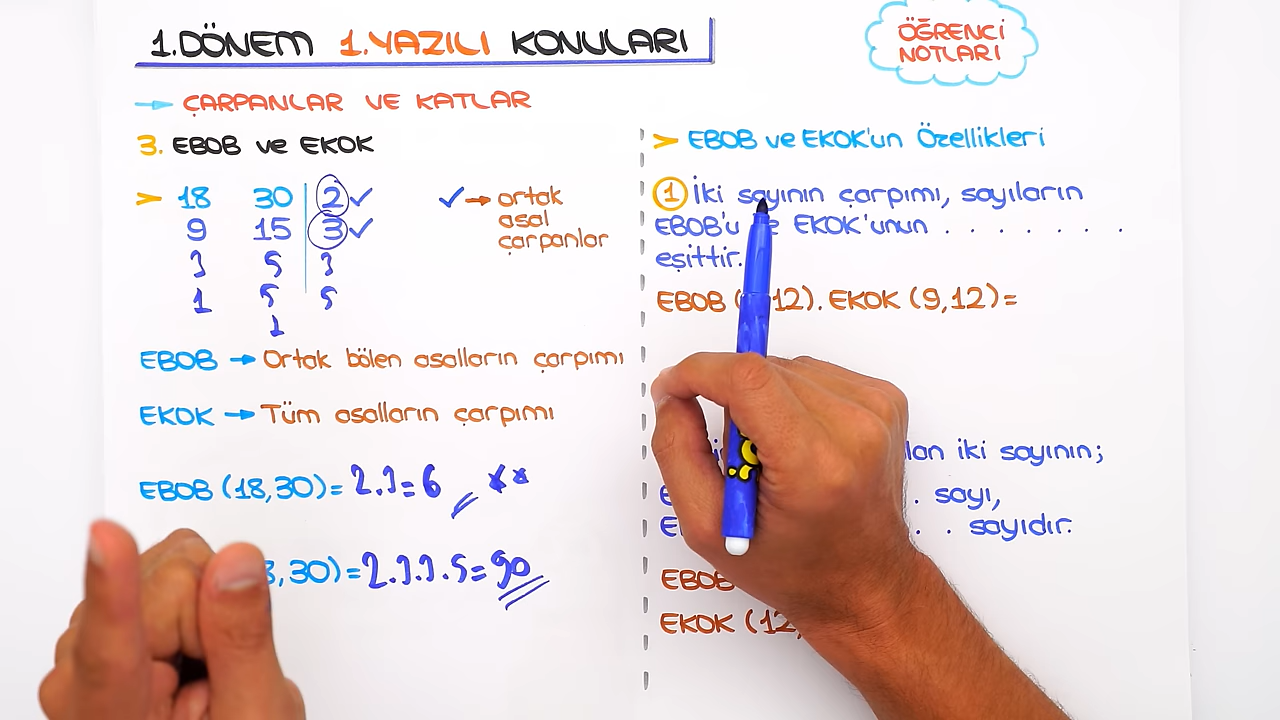 1.DÖNEM 1.YAZILI KONULARI
ÖĞRENCİ
NOTLARI
→ ÇARPANLAR VE KATLAR
3. EBOB ve EKOK
> 18 30 2 ✓
9 15 3 ✓
3 5 3
1 5 5
1
✓ → ortak
asal
çarpanlar
EBOB → Ortak bölen asalların çarpımı
EKOK → Tüm asalların çarpımı
EBOB (18,30) = 2.3 = 6
,30) = 2.3.3.5 = 90
> EBOB ve EKOK'un Özellikleri
1 İki sayının çarpımı, sayıların
EBOB'u EKOK'unun . . . . . . .
eşittir.
EBOB ( 12). EKOK (9,12)=
iki sayının;
. sayı,
. . sayıdır.
EBOB
EKOK (12,